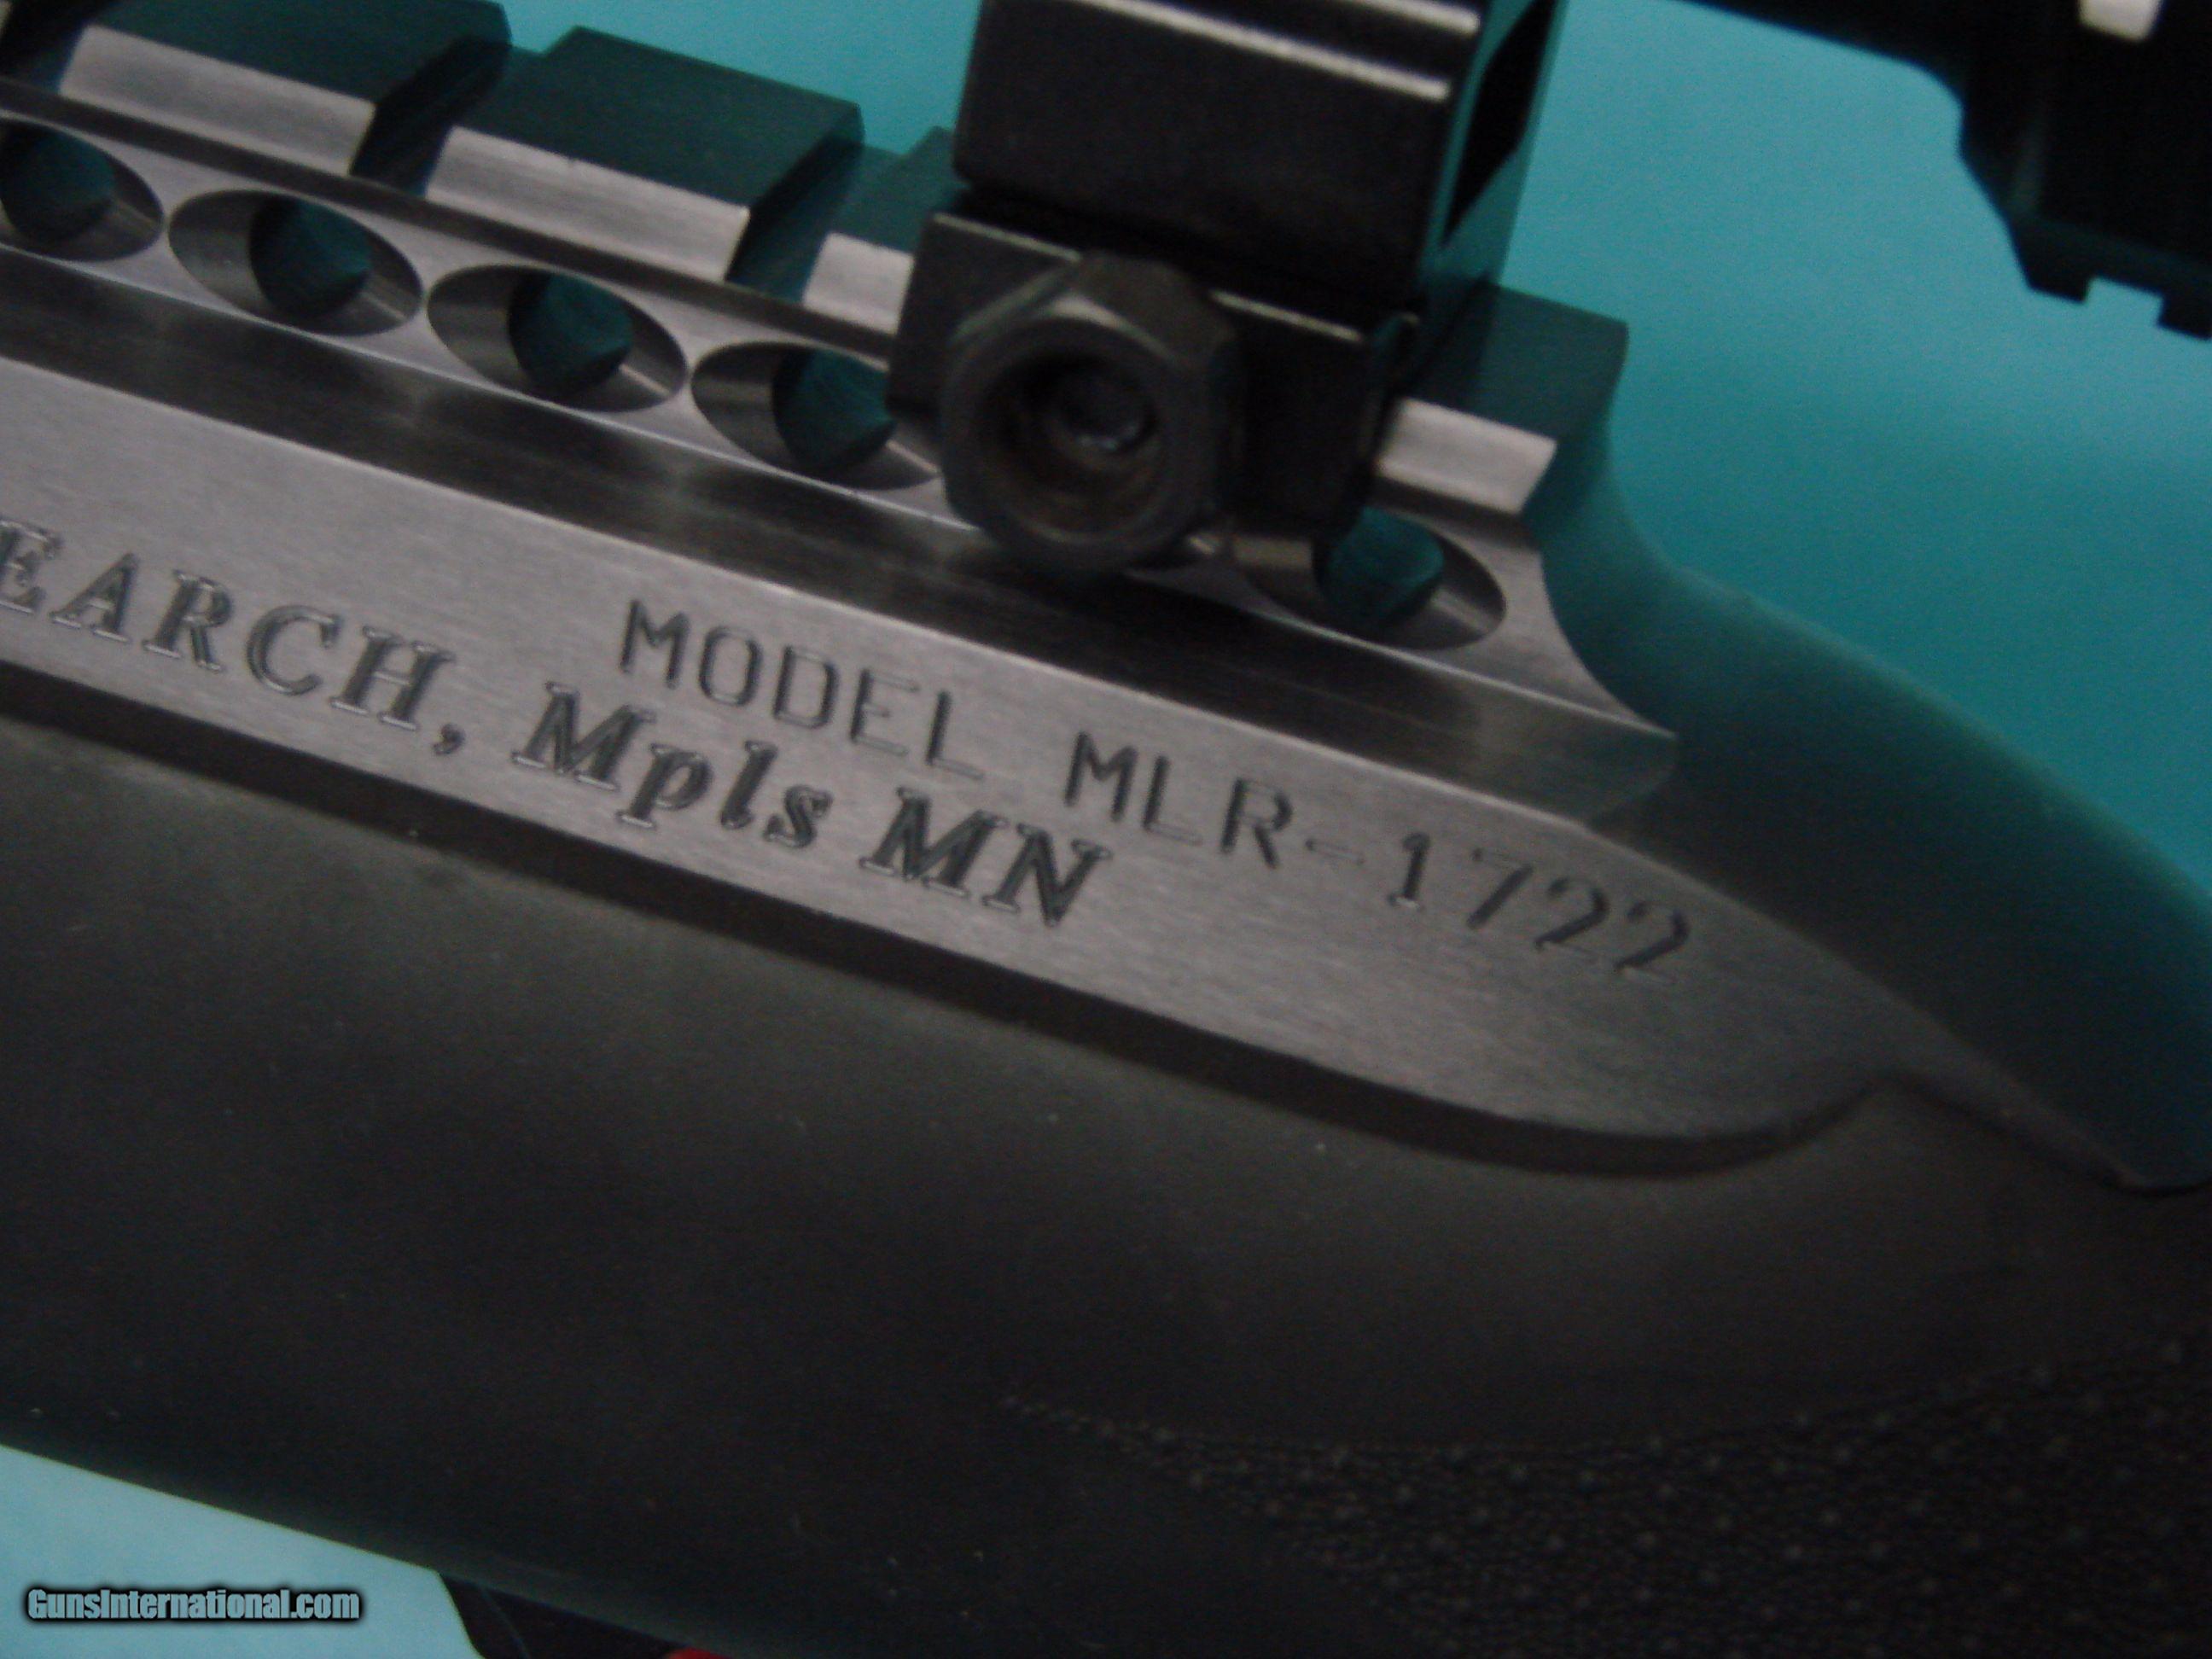 MODEL MLR-1722
EARCH, Mpls MN
GunsInternational.com